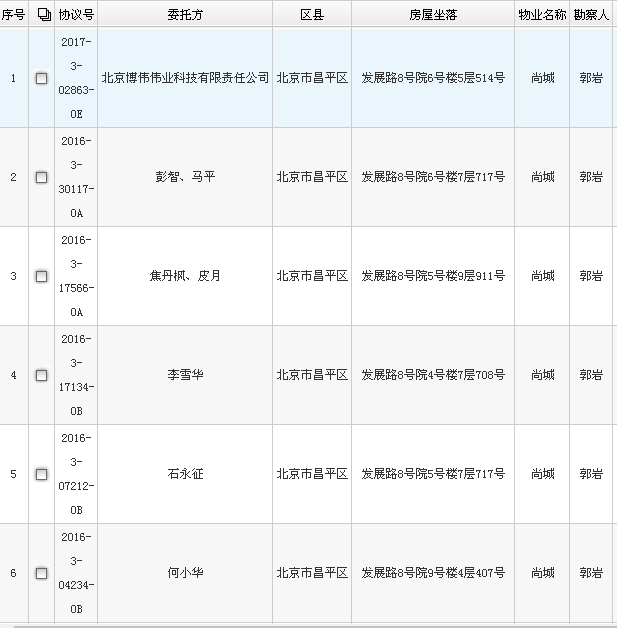 序号 协议号 委托方 区县 房屋坐落 物业名称 勘察人
1 2017-3-02863-0E 北京博伟伟业科技有限责任公司 北京市昌平区 发展路8号院6号楼5层514号 尚城 郭岩
2 2016-3-30117-0A 彭智、马平 北京市昌平区 发展路8号院6号楼7层717号 尚城 郭岩
3 2016-3-17566-0A 焦丹枫、皮月 北京市昌平区 发展路8号院5号楼9层911号 尚城 郭岩
4 2016-3-17134-0B 李雪华 北京市昌平区 发展路8号院4号楼7层708号 尚城 郭岩
5 2016-3-07212-0B 石永征 北京市昌平区 发展路8号院5号楼7层717号 尚城 郭岩
6 2016-3-04234-0B 何小华 北京市昌平区 发展路8号院9号楼4层407号 尚城 郭岩